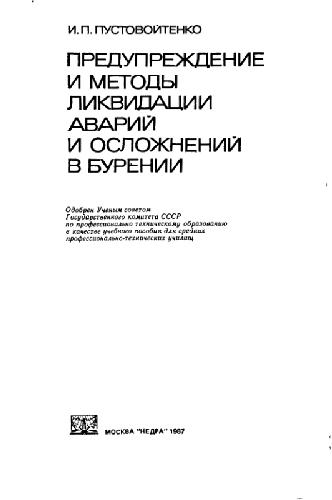 И.П. ПУСТОВОЙТЕНКО
ПРЕДУПРЕЖДЕНИЕ
И МЕТОДЫ
ЛИКВИДАЦИИ
АВАРИЙ
И ОСЛОЖНЕНИЙ
В БУРЕНИИ
Одобрен Ученым советом
Государственного комитета СССР
по профессионально техническому образованию
в качестве учебного пособия для средних
профессионально-технических училищ
МОСКВА "НЕДРА" 1987